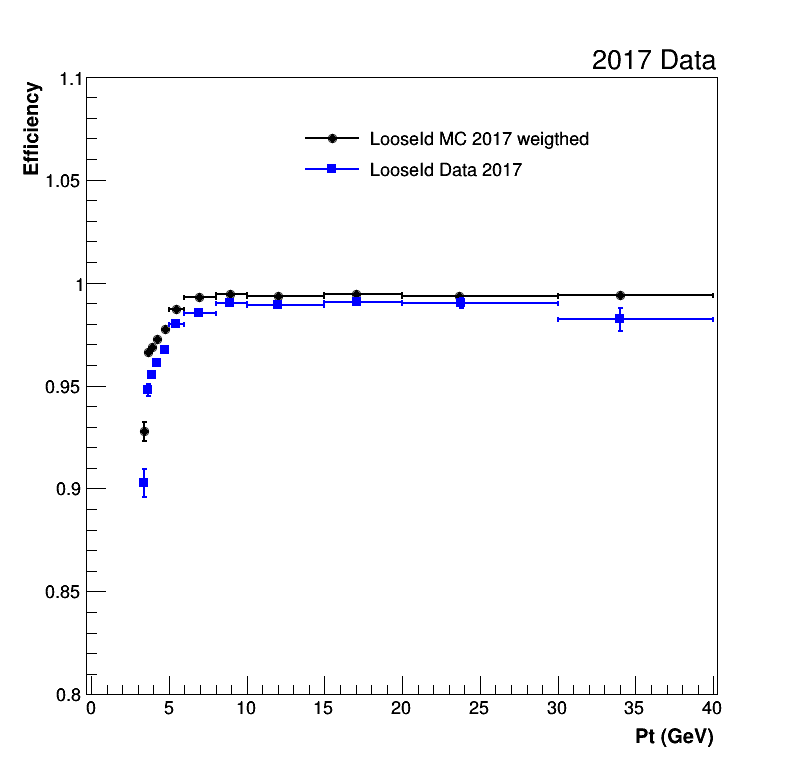 2017 Data
Efficiency
1.1
1.05
1
0.95
0.9
0.85
0.8
LooseId MC 2017 weigthed
LooseId Data 2017
0 5 10 15 20 25 30 35 40
Pt (GeV)